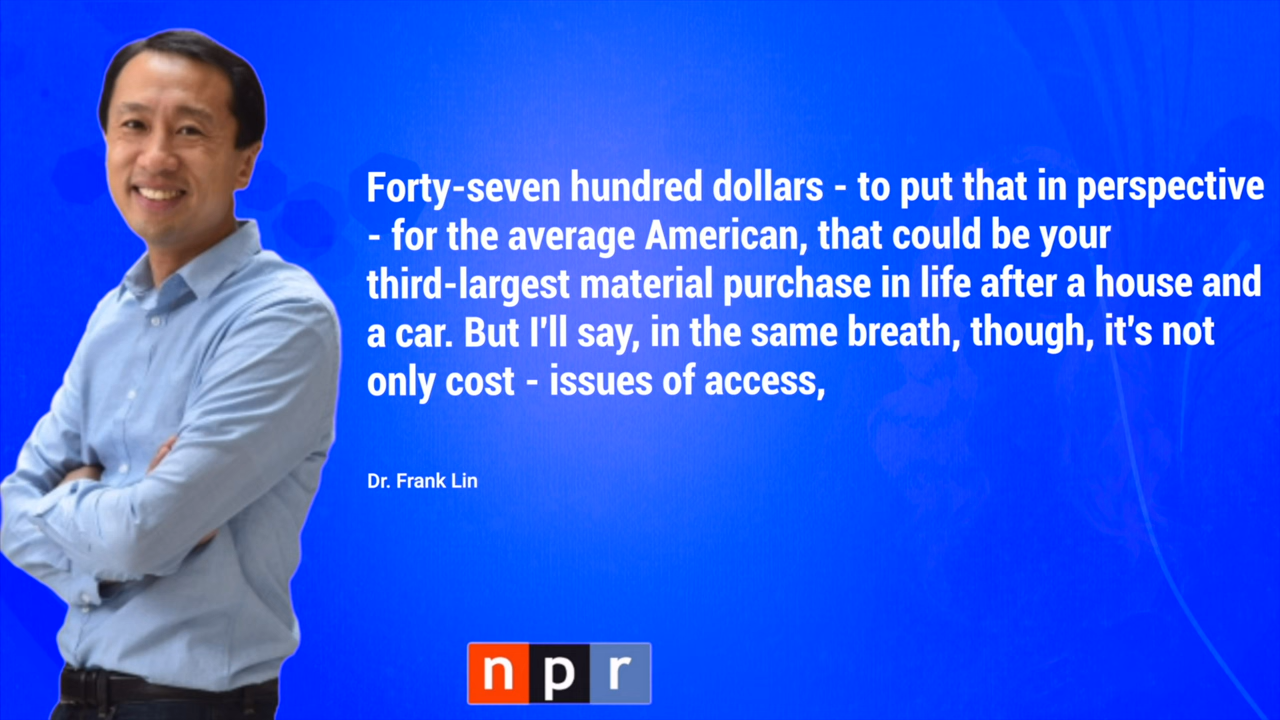 Forty-seven hundred dollars - to put that in perspective
- for the average American, that could be your
third-largest material purchase in life after a house and
a car. But I'll say, in the same breath, though, it's not
only cost - issues of access,
Dr. Frank Lin
npr